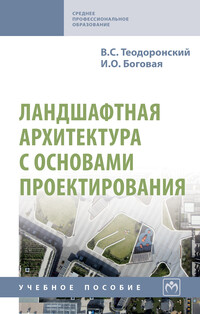 СРЕДНЕЕ
ПРОФЕССИОНАЛЬНОЕ
ОБРАЗОВАНИЕ
В.С. Теодоронский
И.О. Боговая
ЛАНДШАФТНАЯ
АРХИТЕКТУРА
С ОСНОВАМИ
ПРОЕКТИРОВАНИЯ
УЧЕБНОЕ ПОСОБИЕ